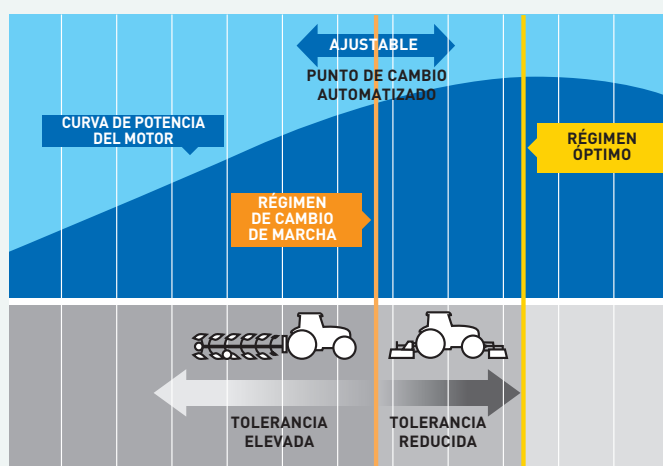 AJUSTABLE
PUNTO DE CAMBIO
AUTOMATIZADO
CURVA DE POTENCIA
DEL MOTOR
RÉGIMEN
ÓPTIMO
RÉGIMEN
DE CAMBIO
DE MARCHA
TOLERANCIA
ELEVADA
TOLERANCIA
REDUCIDA